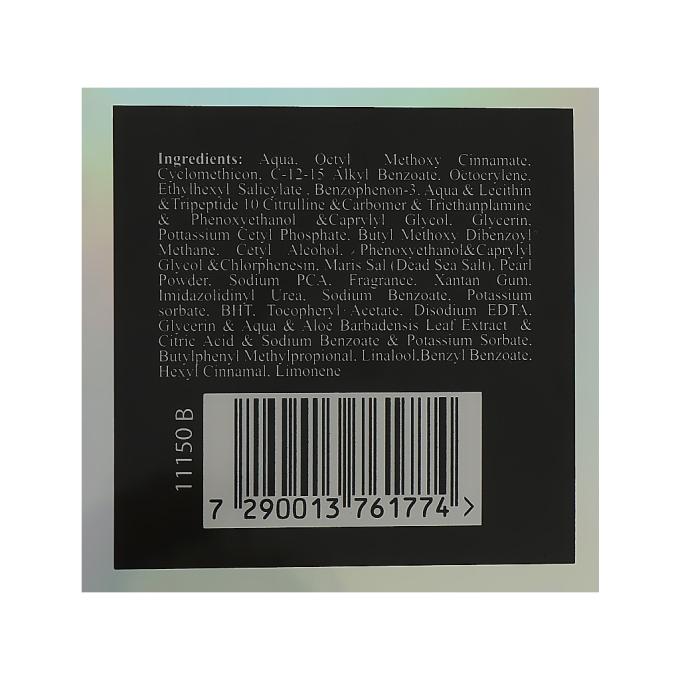 Ingredients: Aqua, Octyl Methoxy Cinnamate,
Cyclomethicon, C-12-15 Alkyl Benzoate, Octocrylene,
Ethylhexyl Salicylate , Benzophenon-3, Aqua & Lecithin
&Tripeptide 10 Citrulline &Carbomer & Triethanplamine
& Phenoxyethanol &Caprylyl Glycol, Glycerin,
Pottassium Cetyl Phosphate, Butyl Methoxy Dibenzoyl
Methane, Cetyl Alcohol, Phenoxyethanol&Caprylyl
Glycol &Chlorphenesin, Maris Sal (Dead Sea Salt), Pearl
Powder, Sodium PCA, Fragrance, Xantan Gum,
Imidazolidinyl Urea, Sodium Benzoate, Potassium
sorbate, BHT, Tocopheryl Acetate, Disodium EDTA,
Glycerin & Aqua & Aloe Barbadensis Leaf Extract &
Citric Acid & Sodium Benzoate & Potassium Sorbate,
Butylphenyl Methylpropional, Linalool,Benzyl Benzoate,
Hexyl Cinnamal, Limonene
11150 B
7 290013 761774 >